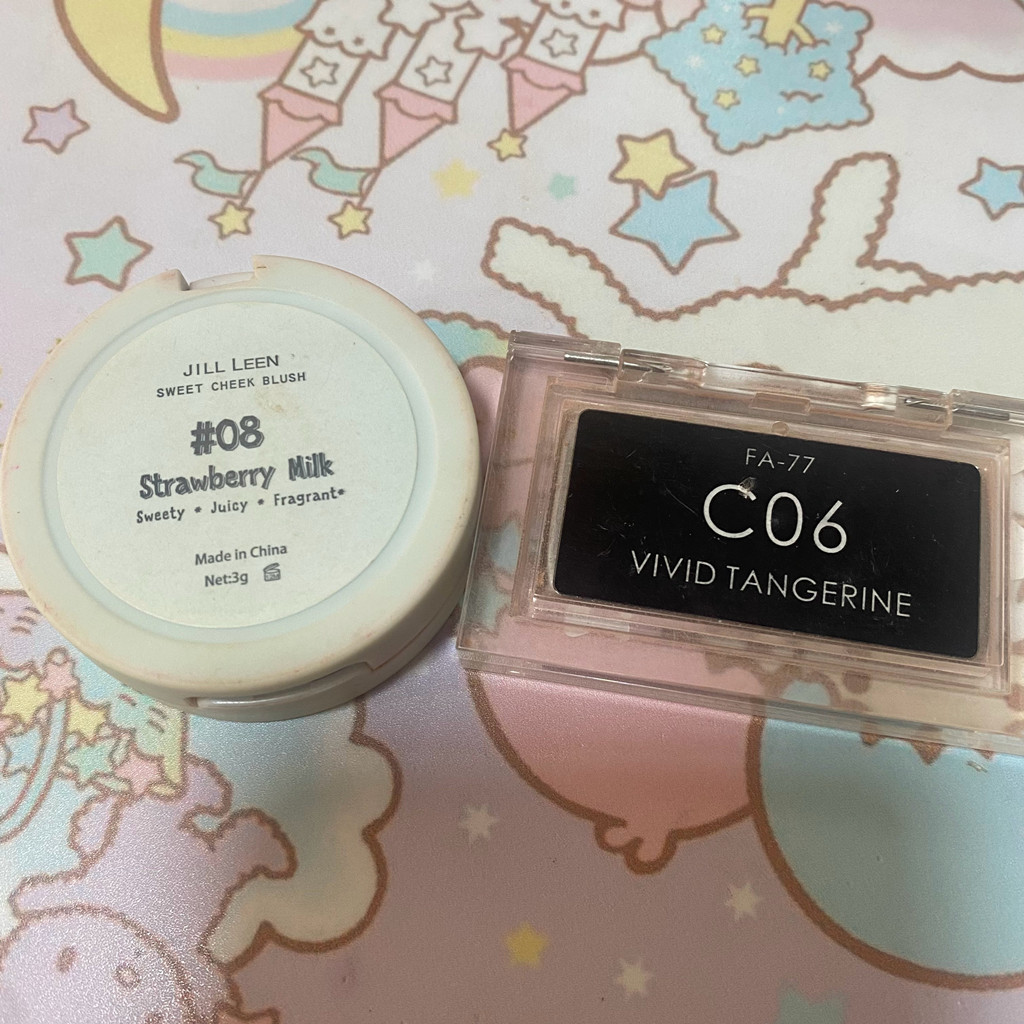 JILL LEEN
SWEET CHEEK BLUSH
#08
Strawberry Milk
Sweety • Juicy • Fragrant•
Made in China
Net:3g
FA-77
C06
VIVID TANGERINE